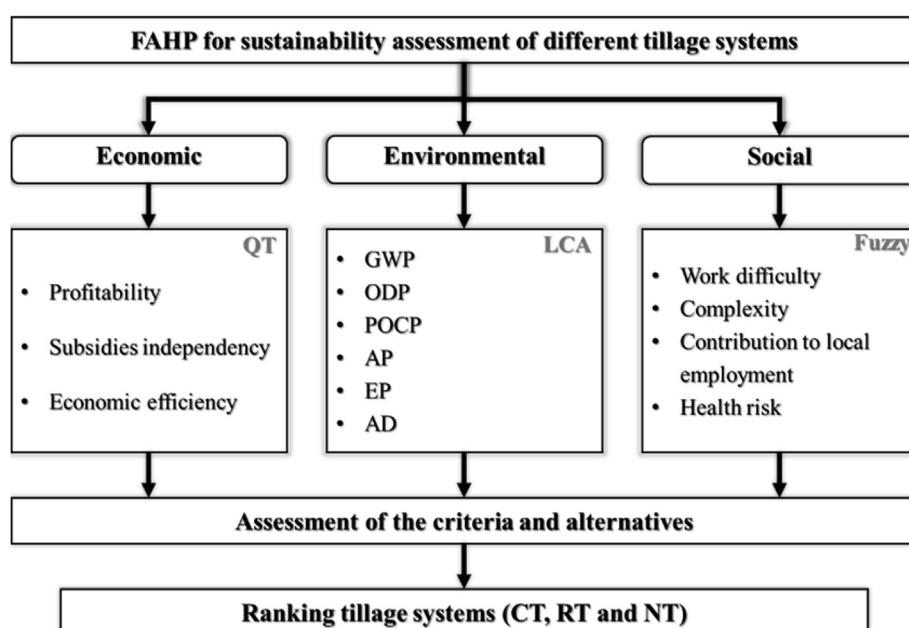 FAHP for sustainability assessment of different tillage systems
Economic
Environmental
Social
QT
• Profitability
• Subsidies independency
• Economic efficiency
LCA
• GWP
• ODP
• POCP
• AP
• EP
• AD
Fuzzy
• Work difficulty
• Complexity
• Contribution to local
employment
• Health risk
Assessment of the criteria and alternatives
Ranking tillage systems (CT, RT and NT)